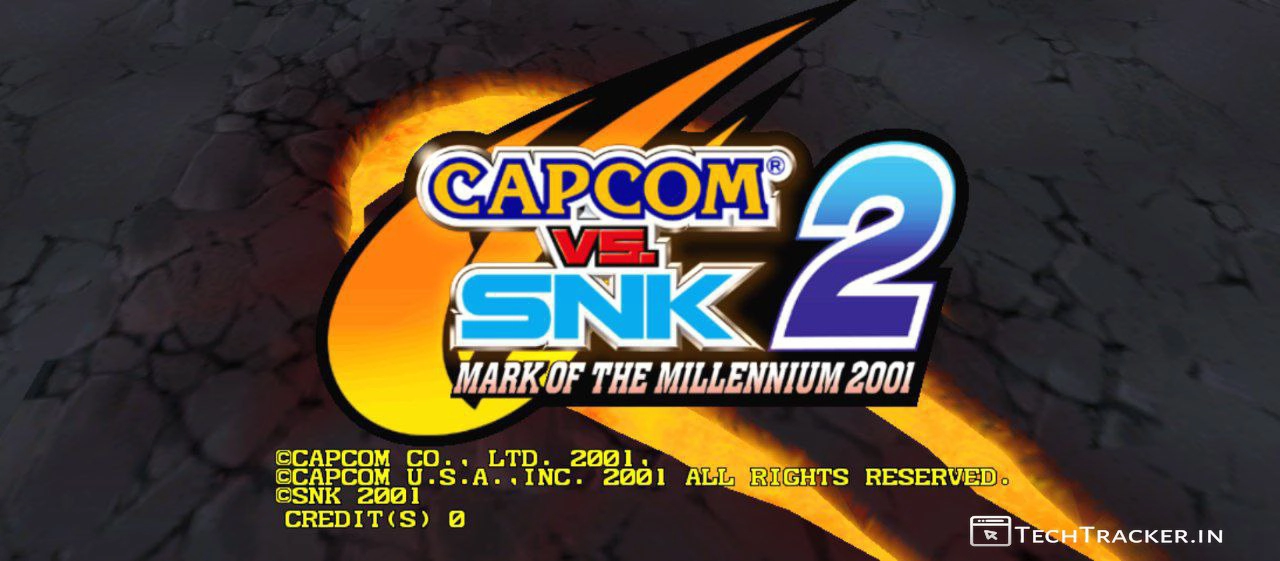 CAPCOM®
VS.
SNK 2
MARK OF THE MILLENNIUM 2001
©CAPCOM CO., LTD. 2001,
©CAPCOM U.S.A.,INC. 2001 ALL RIGHTS RESERVED.
©SNK 2001
CREDIT(S) 0
TECHTRACKER.IN